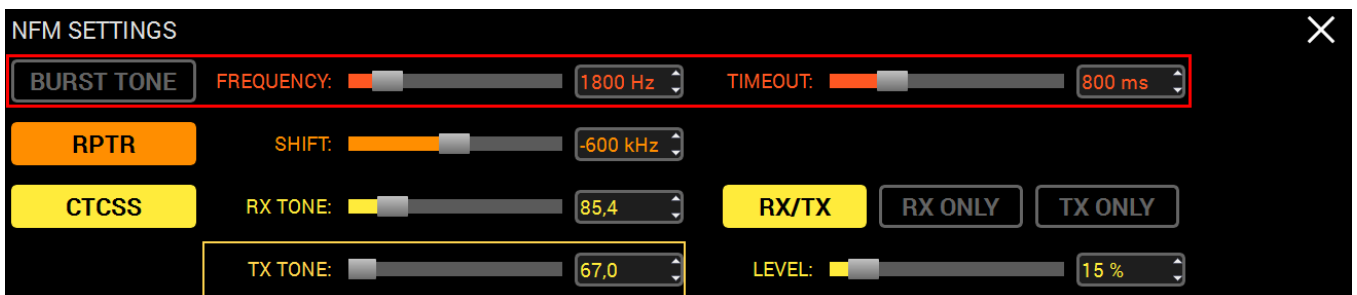 NFM SETTINGS
BURST TONE FREQUENCY: 1800 Hz TIMEOUT: 800 ms
RPTR SHIFT: -600 kHz
CTCSS RX TONE: 85,4 RX/TX RX ONLY TX ONLY
TX TONE: 67,0 LEVEL: 15 %